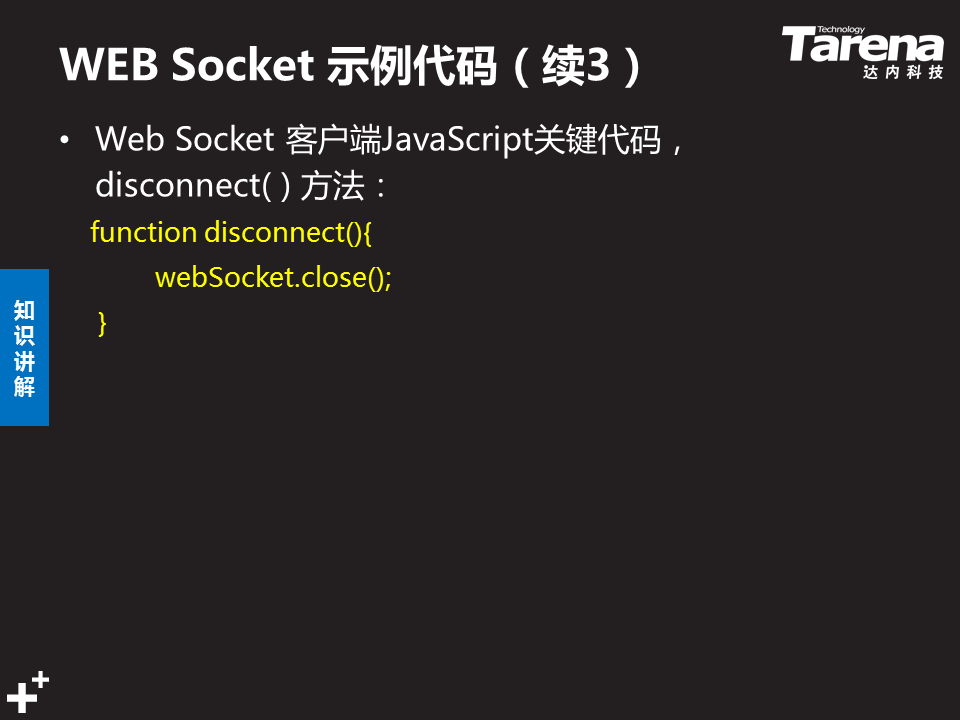 WEB Socket 示例代码（续3）
Technology
Tarena
达内科技
• Web Socket 客户端JavaScript关键代码，
disconnect( ) 方法：
function disconnect(){
webSocket.close();
}
知识讲解